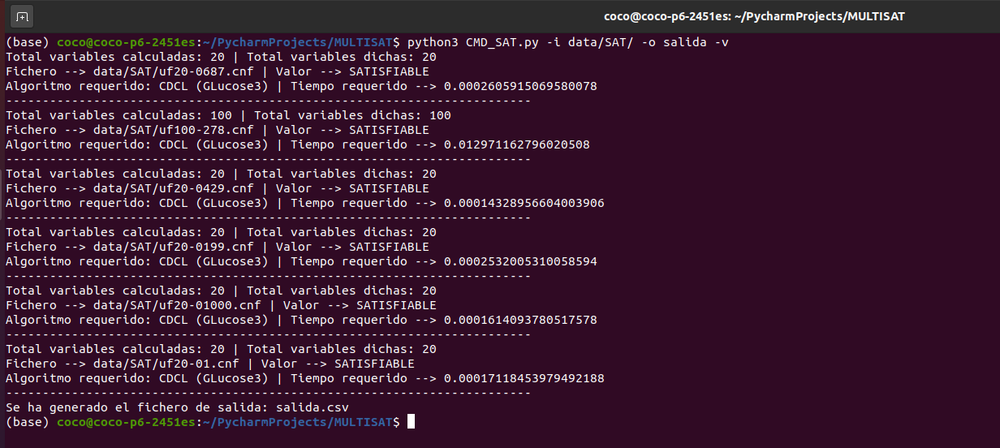 coco@coco-p6-2451es: ~/PycharmProjects/MULTISAT
(base) coco@coco-p6-2451es:~/PycharmProjects/MULTISAT$ python3 CMD_SAT.py -i data/SAT/ -o salida -v
Total variables calculadas: 20 | Total variables dichas: 20
Fichero --> data/SAT/uf20-0687.cnf | Valor --> SATISFIABLE
Algoritmo requerido: CDCL (GLucose3) | Tiempo requerido --> 0.0002605915069580078
------------------------------------------------------------------------
Total variables calculadas: 100 | Total variables dichas: 100
Fichero --> data/SAT/uf100-278.cnf | Valor --> SATISFIABLE
Algoritmo requerido: CDCL (GLucose3) | Tiempo requerido --> 0.012971162796020508
------------------------------------------------------------------------
Total variables calculadas: 20 | Total variables dichas: 20
Fichero --> data/SAT/uf20-0429.cnf | Valor --> SATISFIABLE
Algoritmo requerido: CDCL (GLucose3) | Tiempo requerido --> 0.00014328956604003906
------------------------------------------------------------------------
Total variables calculadas: 20 | Total variables dichas: 20
Fichero --> data/SAT/uf20-0199.cnf | Valor --> SATISFIABLE
Algoritmo requerido: CDCL (GLucose3) | Tiempo requerido --> 0.0002532005310058594
------------------------------------------------------------------------
Total variables calculadas: 20 | Total variables dichas: 20
Fichero --> data/SAT/uf20-01000.cnf | Valor --> SATISFIABLE
Algoritmo requerido: CDCL (GLucose3) | Tiempo requerido --> 0.0001614093780517578
------------------------------------------------------------------------
Total variables calculadas: 20 | Total variables dichas: 20
Fichero --> data/SAT/uf20-01.cnf | Valor --> SATISFIABLE
Algoritmo requerido: CDCL (GLucose3) | Tiempo requerido --> 0.00017118453979492188
------------------------------------------------------------------------
Se ha generado el fichero de salida: salida.csv
(base) coco@coco-p6-2451es:~/PycharmProjects/MULTISAT$